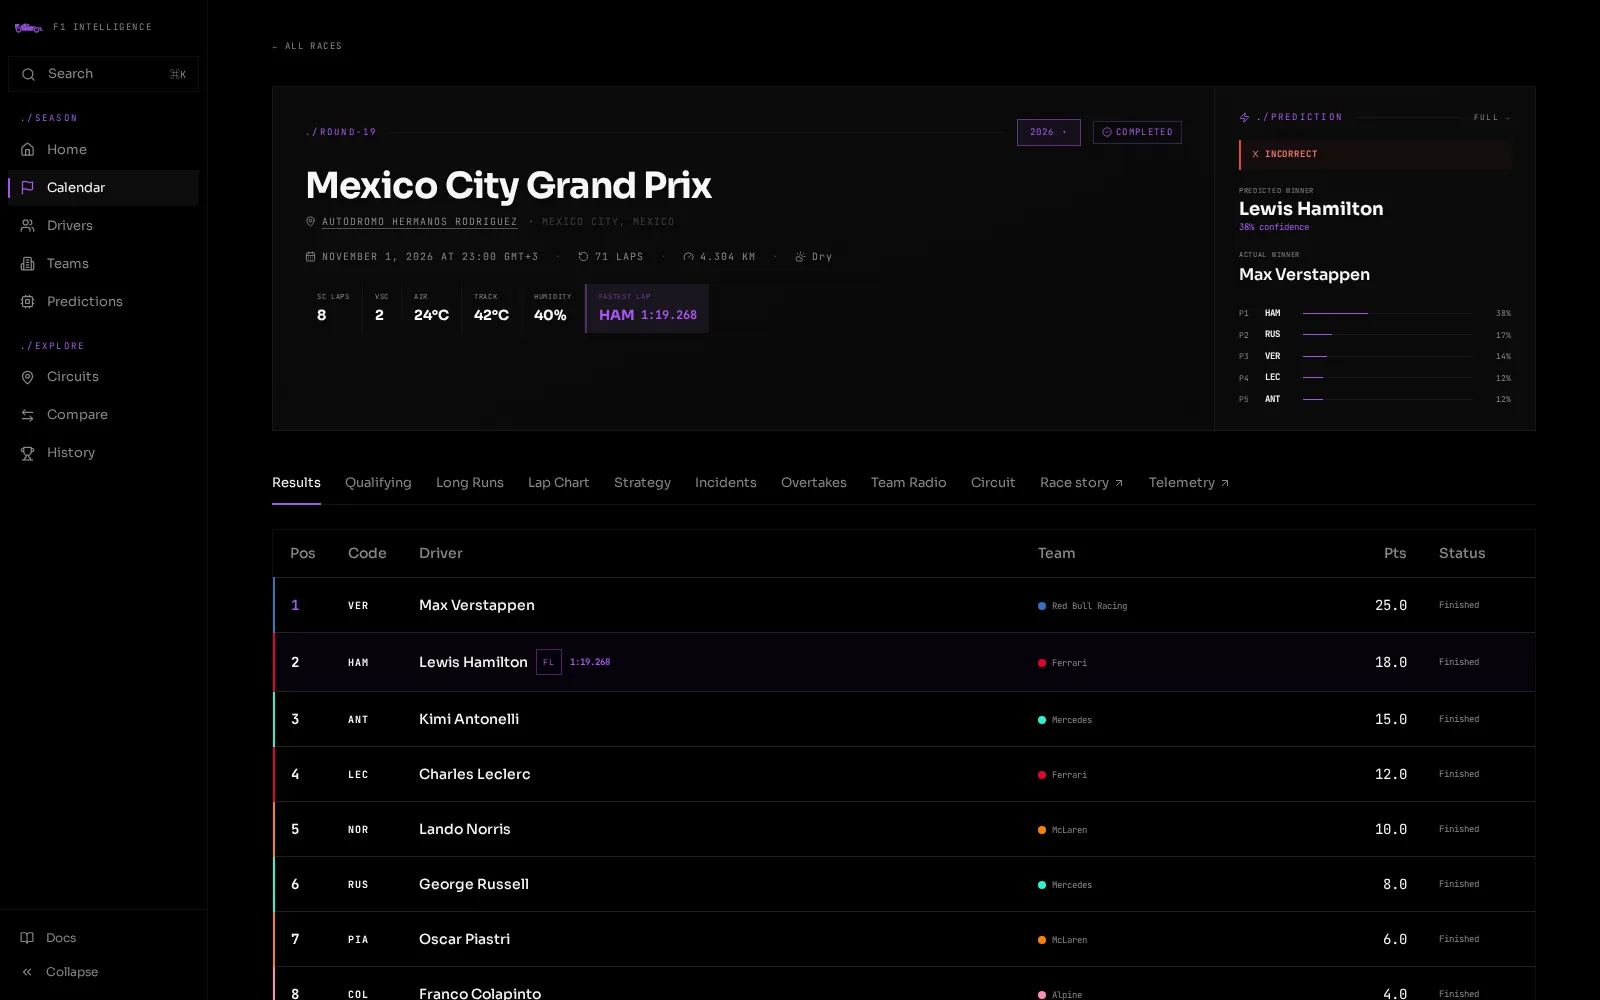 F1 INTELLIGENCE
Search ⌘K
./SEASON
Home
Calendar
Drivers
Teams
Predictions
./EXPLORE
Circuits
Compare
History
Docs
Collapse
← ALL RACES
./ROUND-19
2026
COMPLETED
Mexico City Grand Prix
AUTODROMO HERMANOS RODRIGUEZ • MEXICO CITY, MEXICO
NOVEMBER 1, 2026 AT 23:00 GMT+3 · 71 LAPS · 4.304 KM · Dry
SC LAPS VSC AIR TRACK HUMIDITY FASTEST LAP
8 2 24°C 42°C 40% HAM 1:19.268
./PREDICTION FULL →
X INCORRECT
PREDICTED WINNER
Lewis Hamilton
38% confidence
ACTUAL WINNER
Max Verstappen
P1 HAM 38%
P2 RUS 17%
P3 VER 14%
P4 LEC 12%
P5 ANT 12%
Results Qualifying Long Runs Lap Chart Strategy Incidents Overtakes Team Radio Circuit Race story ↗ Telemetry ↗
Pos Code Driver Team Pts Status
1 VER Max Verstappen Red Bull Racing 25.0 Finished
2 HAM Lewis Hamilton FL 1:19.268 Ferrari 18.0 Finished
3 ANT Kimi Antonelli Mercedes 15.0 Finished
4 LEC Charles Leclerc Ferrari 12.0 Finished
5 NOR Lando Norris McLaren 10.0 Finished
6 RUS George Russell Mercedes 8.0 Finished
7 PIA Oscar Piastri McLaren 6.0 Finished
8 COL Franco Colapinto Alpine 4.0 Finished